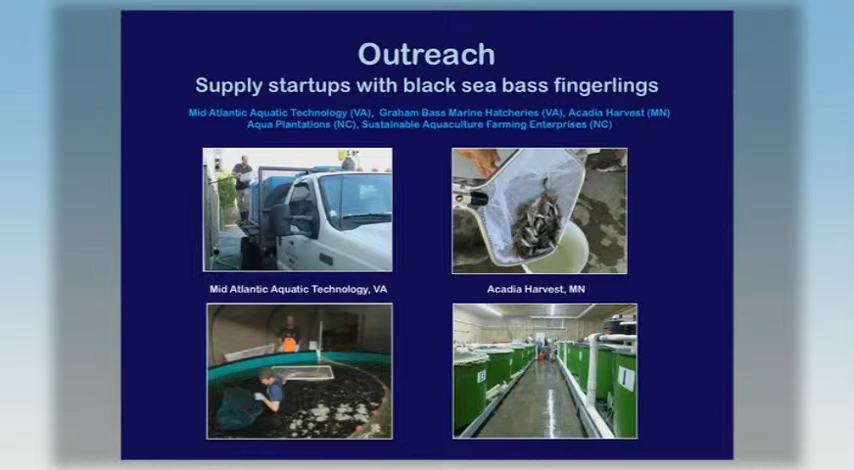 Outreach
Supply startups with black sea bass fingerlings
Mid Atlantic Aquatic Technology (VA), Graham Bass Marine Hatcheries (VA), Acadia Harvest (MN)
Aqua Plantations (NC), Sustainable Aquaculture Farming Enterprises (NC)
Mid Atlantic Aquatic Technology, VA
Acadia Harvest, MN